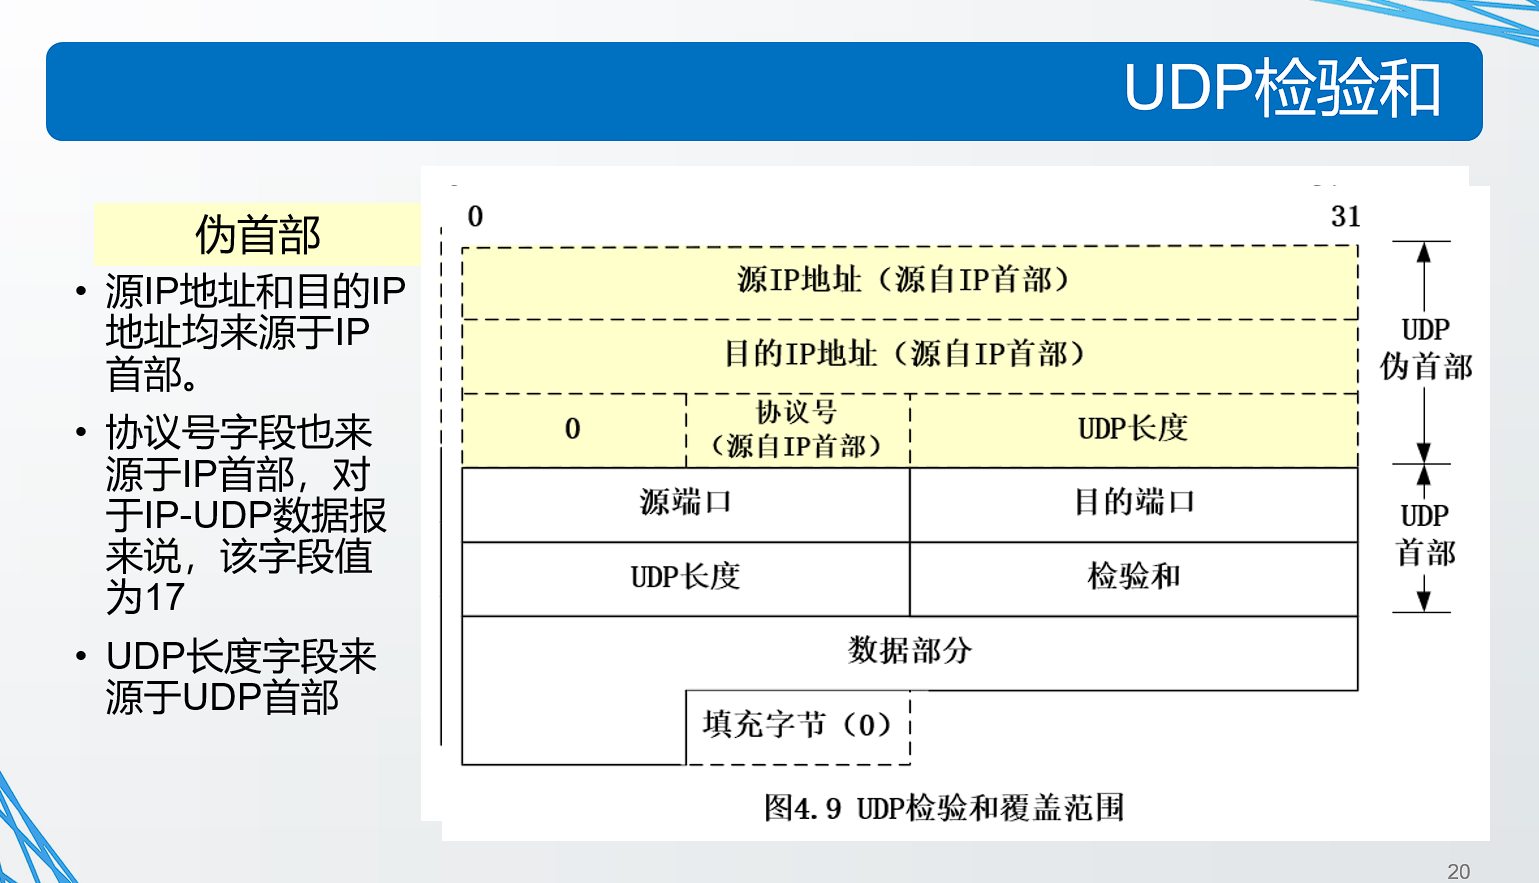 UDP检验和
伪首部
• 源IP地址和目的IP
地址均来源于IP
首部。
• 协议号字段也来
源于IP首部，对
于IP-UDP数据报
来说，该字段值
为17
• UDP长度字段来
源于UDP首部
0 31
源IP地址（源自IP首部）
目的IP地址（源自IP首部）
0 协议号 UDP长度
（源自IP首部）
UDP
伪首部
源端口 目的端口
UDP长度 检验和
UDP
首部
数据部分
填充字节（0）
图4.9 UDP检验和覆盖范围
20